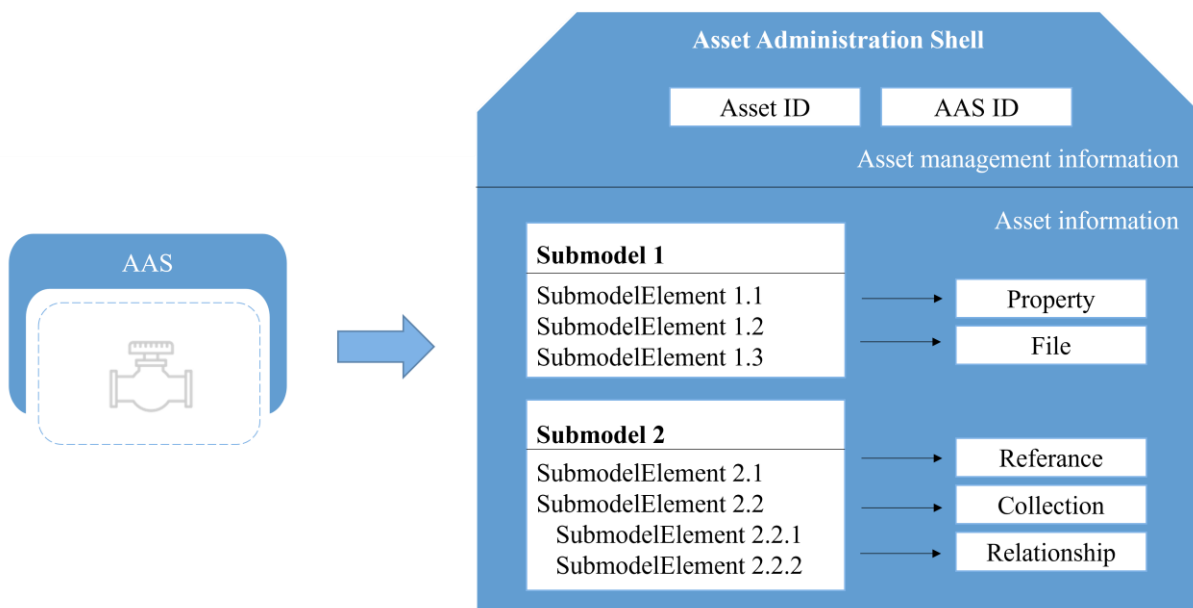 Asset Administration Shell
Asset ID
AAS ID
Asset management information
Asset information
AAS
Submodel 1
SubmodelElement 1.1
SubmodelElement 1.2
SubmodelElement 1.3
Property
File
Submodel 2
SubmodelElement 2.1
SubmodelElement 2.2
SubmodelElement 2.2.1
SubmodelElement 2.2.2
Referance
Collection
Relationship